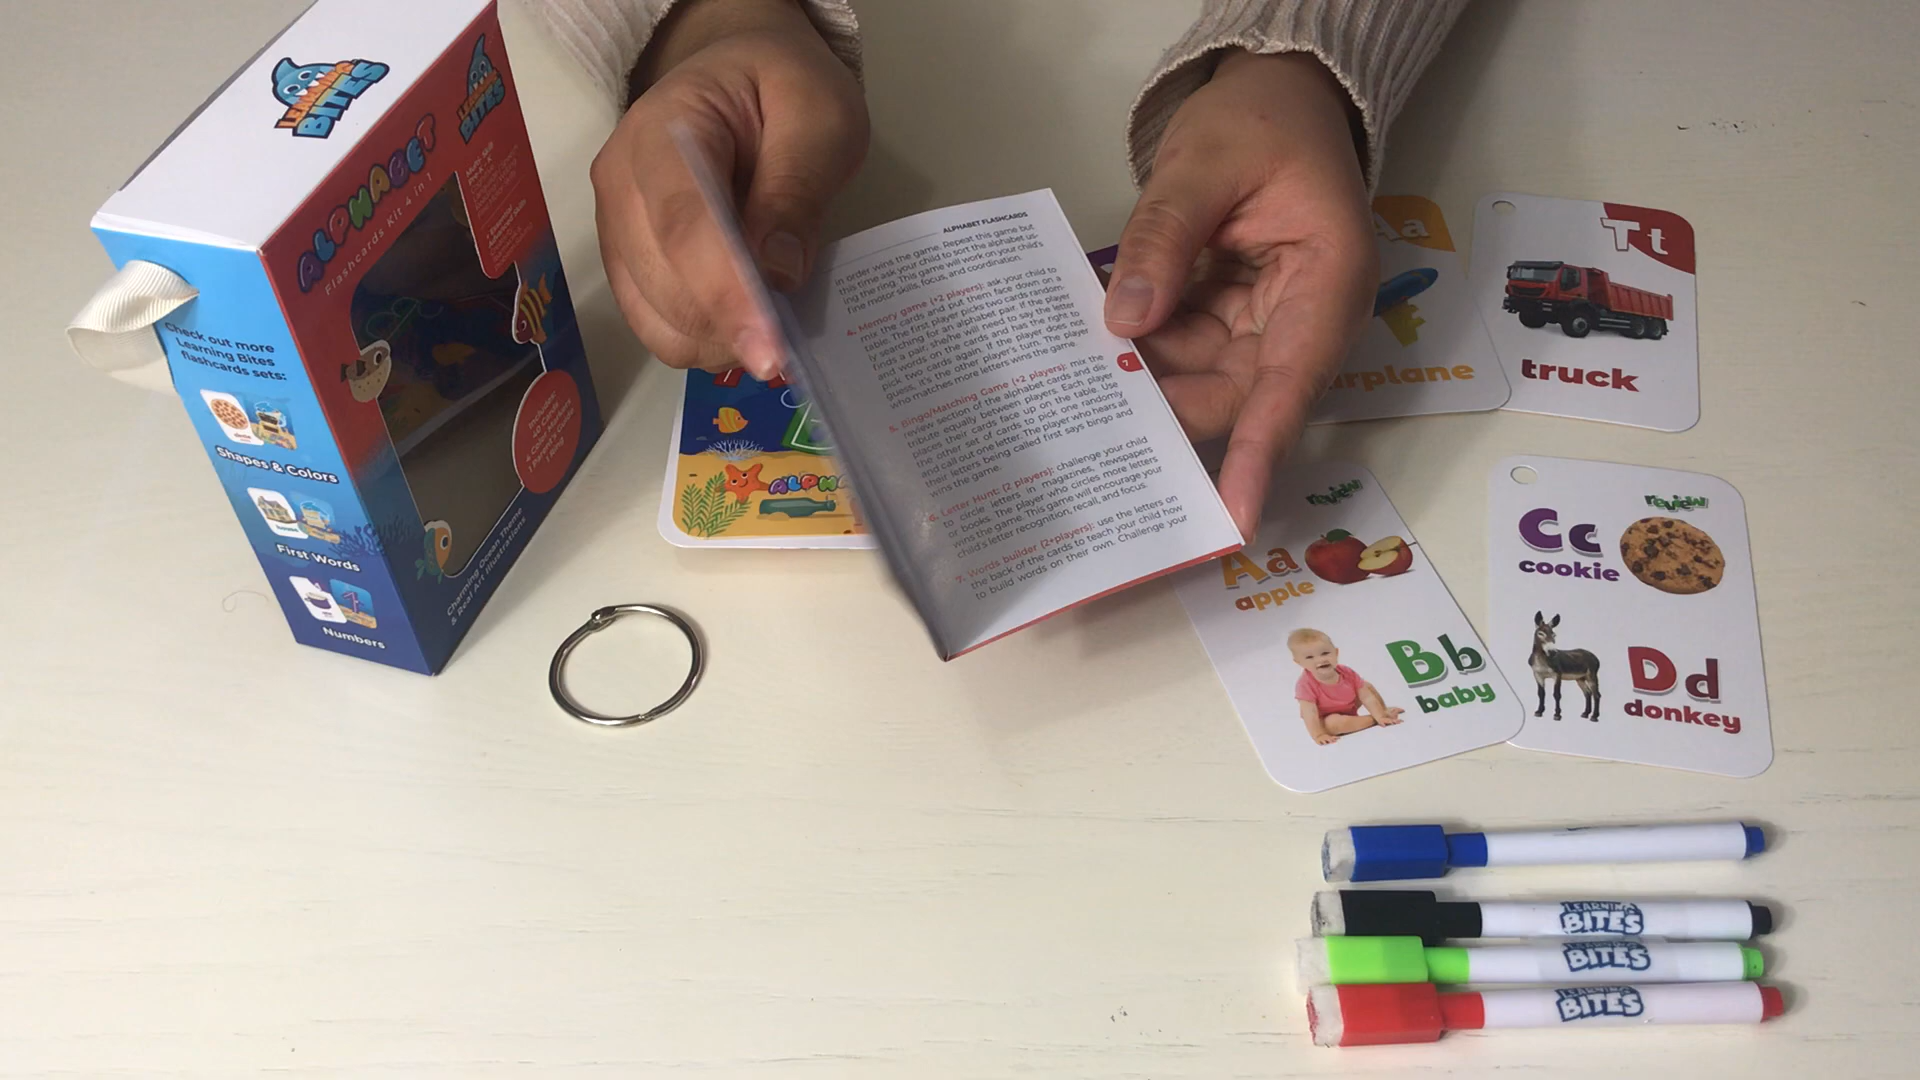 LEARNING
BITES
LEARNING
BITES
ALPHABET
Flashcards Kit 4 in 1
Includes:
40 Cards
4 Color Markers
1 Parent's Guide
1 Ring
Charming Ocean Theme
& Real Art Illustrations
Check out more
Learning Bites
flashcards sets:
Shapes & Colors
First Words
Numbers
ALPHABET FLASHCARDS
in order wins the game. Repeat this game but
this time ask your child to sort the alphabet us-
ing the ring. This game will work on your child's
fine motor skills, focus, and coordination.
4. Memory game (+2 players): ask your child to
mix the cards and put them face down on a
table. The first player picks two cards random-
ly searching for an alphabet pair. If the player
finds a pair, she/he will need to say the letter
and words on the cards and has the right to
pick two cards again. If the player does not
guess, it's the other player's turn. The player
who matches more letters wins the game.
5. Bingo/Matching Game (+2 players): mix the
review section of the alphabet cards and dis-
tribute equally between players. Each player
places their cards face up on the table. Use
the other set of cards to pick one randomly
and call out one letter. The player who hears all
their letters being called first says bingo and
wins the game.
6. Letter Hunt: (2 players): challenge your child
to circle letters in magazines, newspapers
books. The player who circles more letters
wins the game. This game will encourage your
child's letter recognition, recall, and focus.
7. Words builder (2+players): use the letters on
the back of the cards to teach your child how
to build words on their own. Challenge your
7
Aa
airplane
Tt
truck
review
Aa
apple
Bb
baby
review
Cc
cookie
Dd
donkey
LEARNING
BITES
LEARNING
BITES
LEARNING
BITES